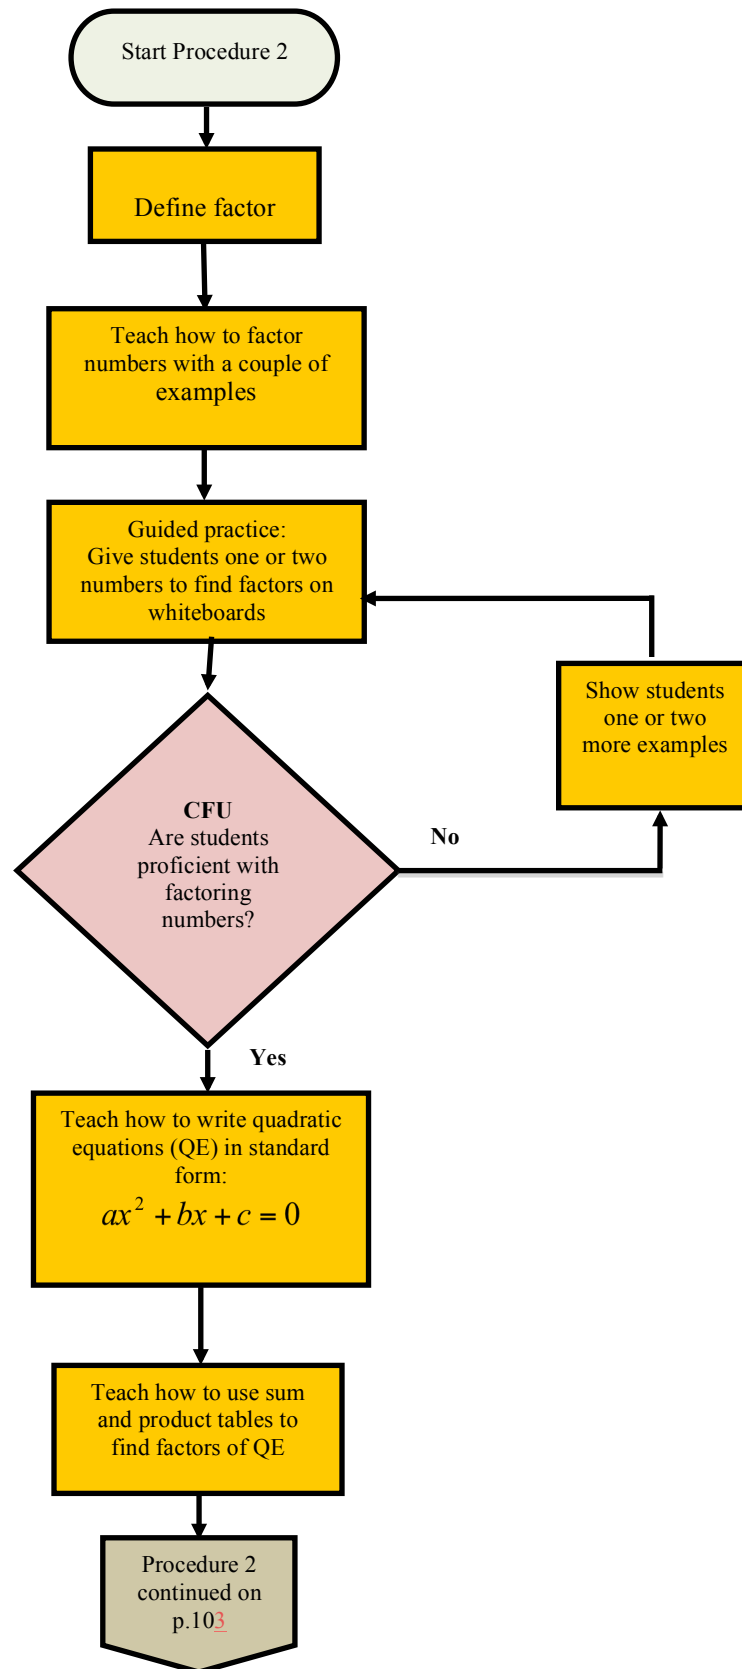 Start Procedure 2
Define factor
Teach how to factor
numbers with a couple of
examples
Guided practice:
Give students one or two
numbers to find factors on
whiteboards
Show students
one or two
more examples
CFU
Are students
proficient with
factoring
numbers?
No
Yes
Teach how to write quadratic
equations (QE) in standard
form:
ax² + bx + c = 0
Teach how to use sum
and product tables to
find factors of QE
Procedure 2
continued on
p.103